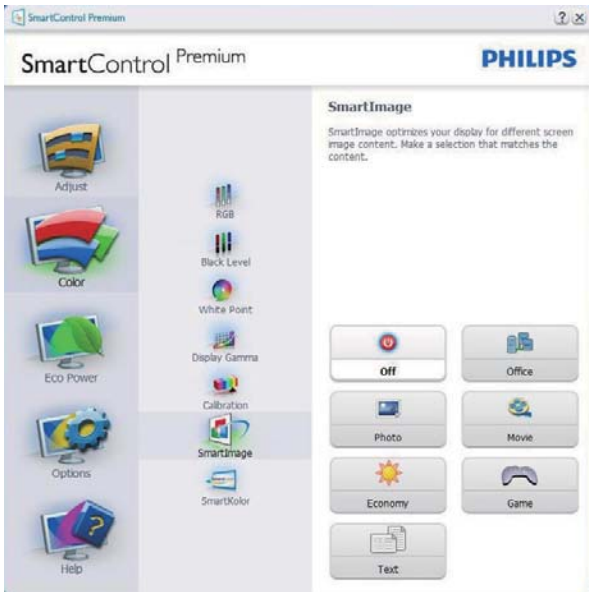 SmartControl Premium
? x
SmartControl Premium
PHILIPS
Adjust
Color
Eco Power
Options
Help
RGB
Black Level
White Point
Display Gamma
Calibration
SmartImage
SmartKolor
SmartImage
SmartImage optimizes your display for different screen
image content. Make a selection that matches the
content.
Off
Office
Photo
Movie
Economy
Game
Text